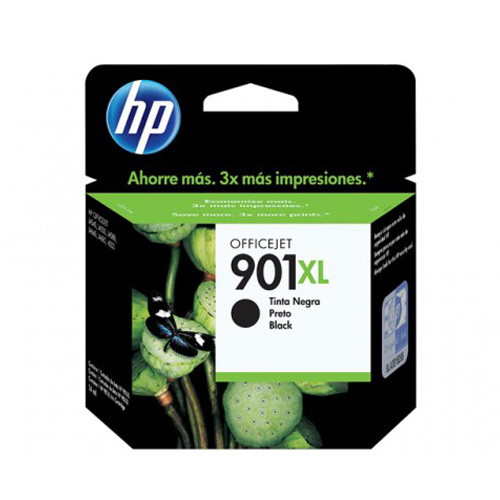 hp
Ahorre más. 3x más impresiones.*
Economize mais.
3x mais impressões.*
Save more. 3x more prints.*
OFFICEJET
901XL
Tinta Negra
Preto
Black